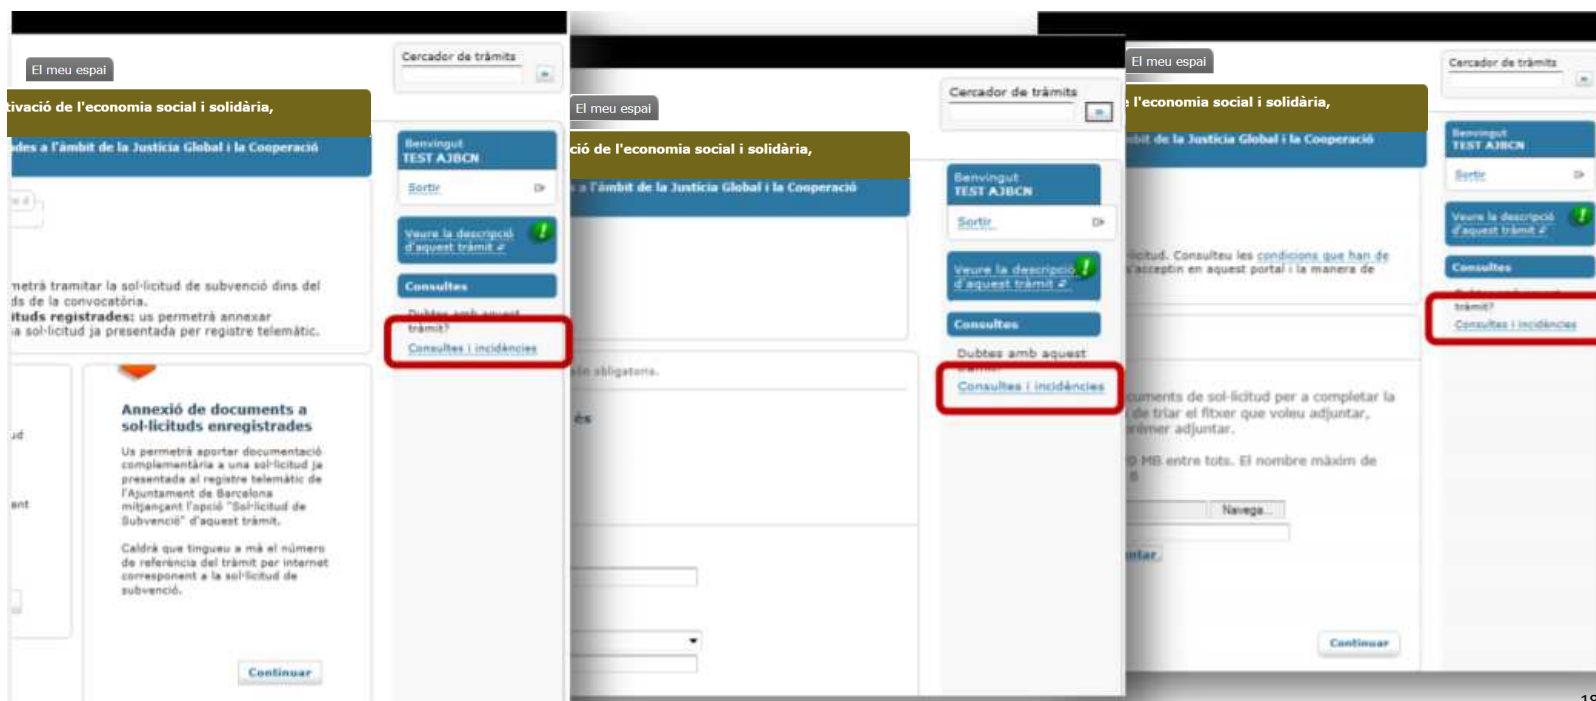 El meu espai
Cercador de tràmits
tivació de l'economia social i solidària,
des a l'àmbit de la Justícia Global i la Cooperació
Benvingut
TEST AJBCN
Sortir
Veure la descripció
d'aquest tràmit
Consultes
Dubtes amb aquest
tràmit?
Consultes i incidències
metrà tramitar la sol·licitud de subvenció dins del
ds de la convocatòria.
ituds registrades: us permetrà annexar
a sol·licitud ja presentada per registre telemàtic.
Annexió de documents a
sol·licituds enregistrades
Us permetrà aportar documentació
complementària a una sol·licitud ja
presentada al registre telemàtic de
l'Ajuntament de Barcelona
mitjançant l'opció "Sol·licitud de
Subvenció" d'aquest tràmit.
Caldrà que tingueu a mà el número
de referència del tràmit per internet
corresponent a la sol·licitud de
subvenció.
Continuar
El meu espai
Cercador de tràmits
ció de l'economia social i solidària,
a l'àmbit de la Justícia Global i la Cooperació
Benvingut
TEST AJBCN
Sortir
Veure la descripció
d'aquest tràmit
Consultes
Dubtes amb aquest
Consultes i incidències
obligatoris.
és
El meu espai
Cercador de tràmits
l'economia social i solidària,
de la Justícia Global i la Cooperació
Benvingut
TEST AJBCN
Sortir
Veure la descripció
d'aquest tràmit
Consultes
tràmit?
Consultes i incidències
licitud. Consulteu les condicions que han de
s'acceptin en aquest portal i la manera de
cuments de sol·licitud per a completar la
de triar el fitxer que voleu adjuntar,
prémer adjuntar.
MB entre tots. El nombre màxim de
Navega...
ntar
Continuar